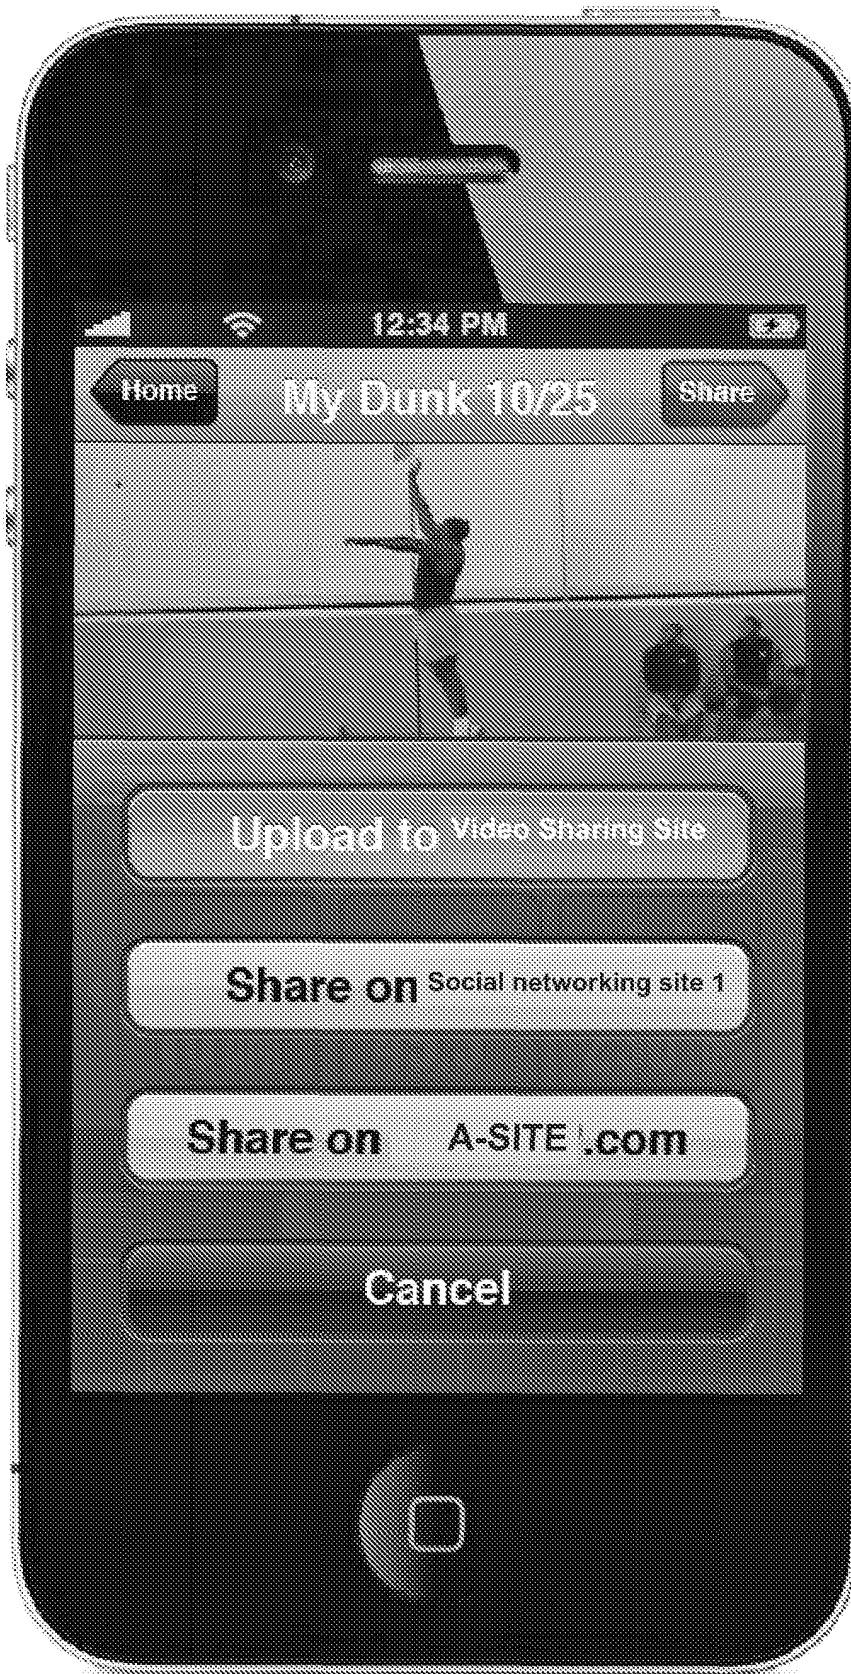 12:34 PM
Home My Dunk 10/25 Share
Upload to Video Sharing Site
Share on Social networking site 1
Share on A-SITE .com
Cancel